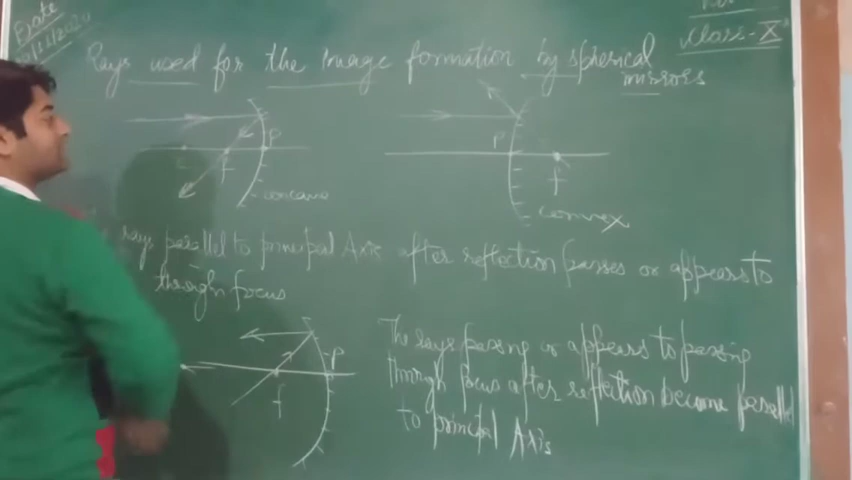 Date
Class-X
Rays used for the Image formation by spherical
mirrors
P
f
concave
P
f
convex
rays parallel to principal Axis after reflection passes or appears to
through focus
P
f
The rays passing or appears to passing
through focus after reflection become parallel
to principal Axis